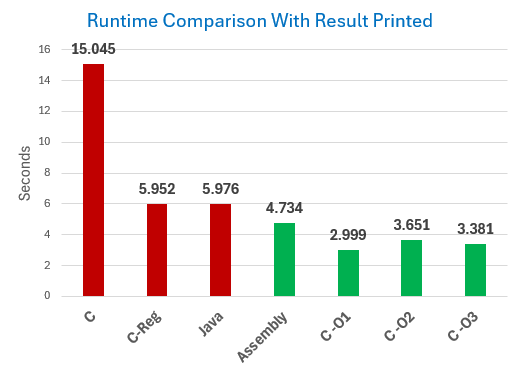 Runtime Comparison With Result Printed
Seconds
16
14
12
10
8
6
4
2
0
15.045
5.952
5.976
4.734
2.999
3.651
3.381
C
C-Reg
Java
Assembly
C -O1
C -O2
C -O3